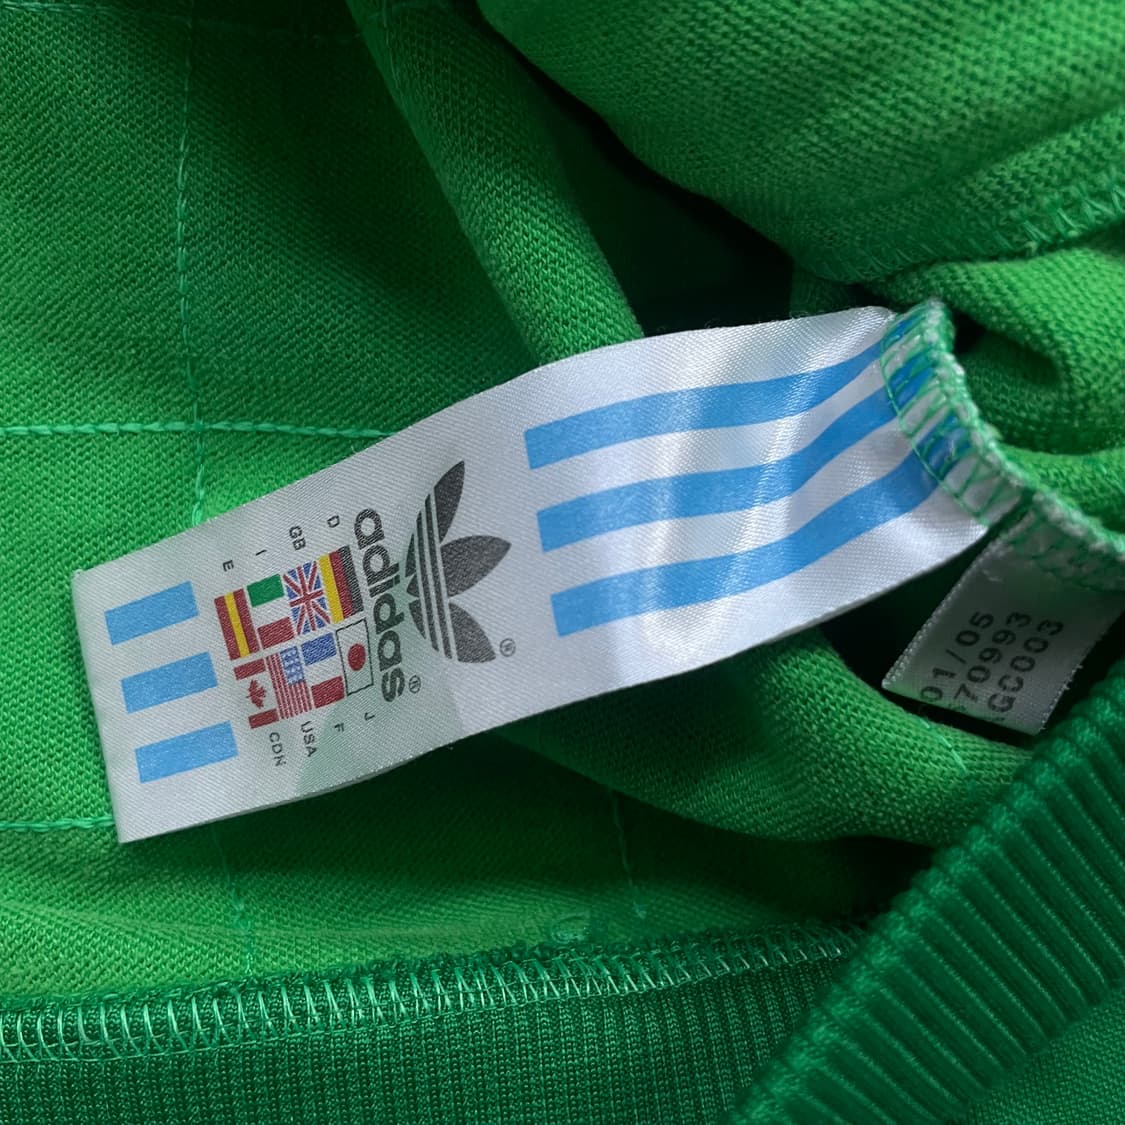 adidas®
®
D
GB
I
E
J
F
USA
CDN
01/05
70993
GC003